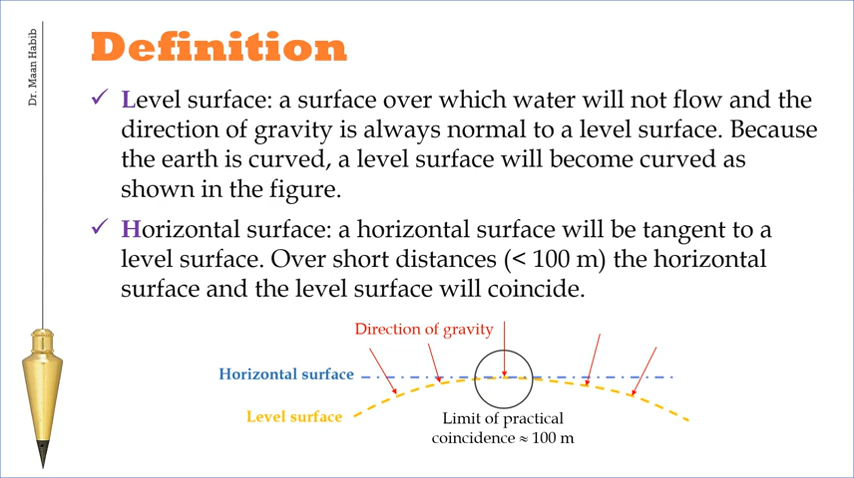 Dr. Maan Habib
Definition
✓ Level surface: a surface over which water will not flow and the
direction of gravity is always normal to a level surface. Because
the earth is curved, a level surface will become curved as
shown in the figure.
✓ Horizontal surface: a horizontal surface will be tangent to a
level surface. Over short distances (< 100 m) the horizontal
surface and the level surface will coincide.
Direction of gravity
Horizontal surface
Level surface
Limit of practical
coincidence ≈ 100 m